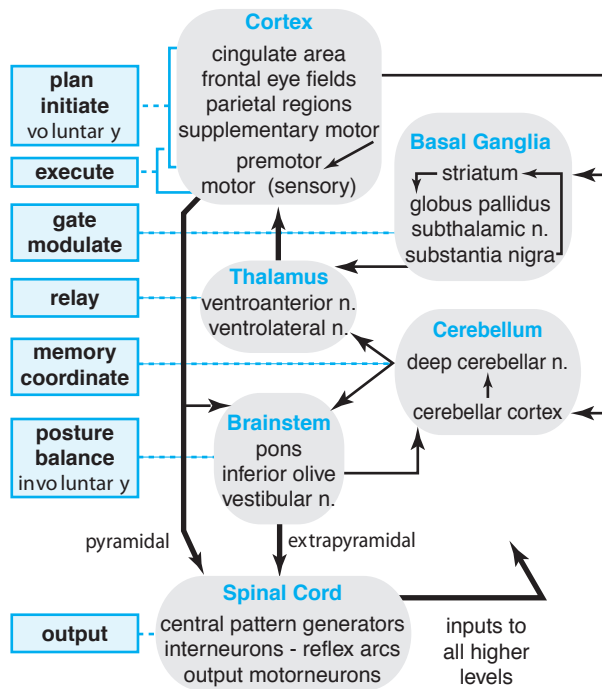 Cortex
cingulate area
frontal eye fields
parietal regions
supplementary motor
premotor
motor (sensory)
plan
initiate
voluntary
execute
gate
modulate
relay
memory
coordinate
posture
balance
involuntary
output
Basal Ganglia
striatum
globus pallidus
subthalamic n.
substantia nigra
Thalamus
ventroanterior n.
ventrolateral n.
Cerebellum
deep cerebellar n.
cerebellar cortex
Brainstem
pons
inferior olive
vestibular n.
pyramidal
extrapyramidal
Spinal Cord
central pattern generators
interneurons - reflex arcs
output motorneurons
inputs to
all higher
levels